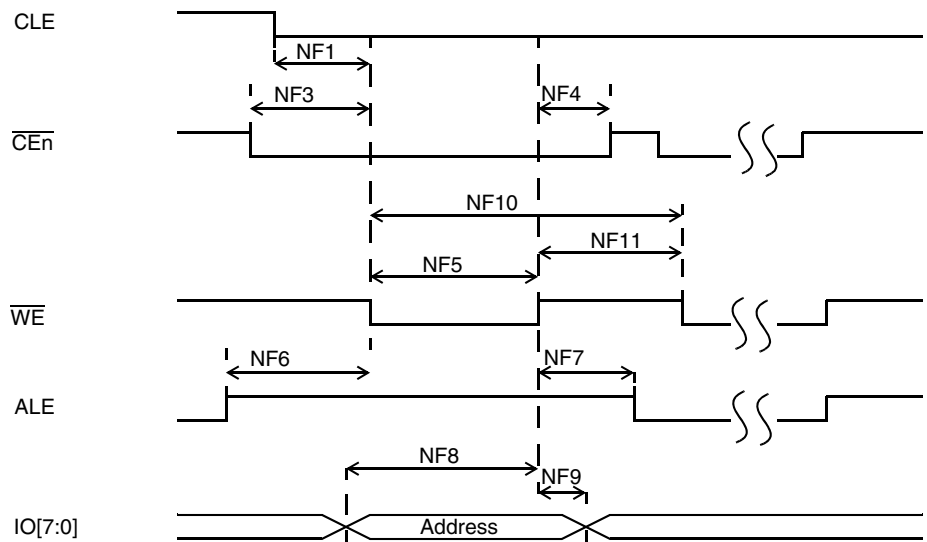 CLE
NF1
NF3
NF4
CEn
NF10
NF11
NF5
WE
NF6
NF7
ALE
NF8
NF9
IO[7:0]
Address